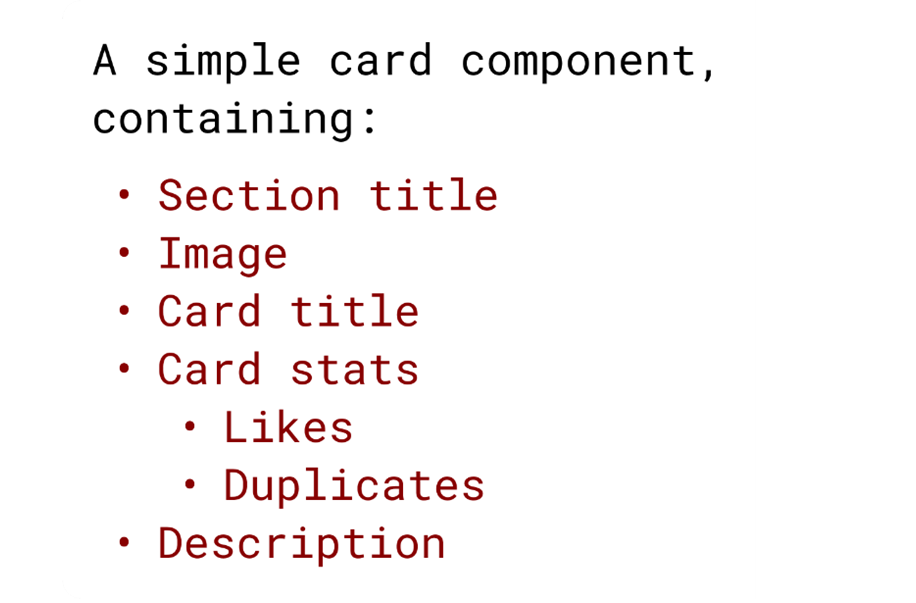 A simple card component,
containing:
• Section title
• Image
• Card title
• Card stats
• Likes
• Duplicates
• Description